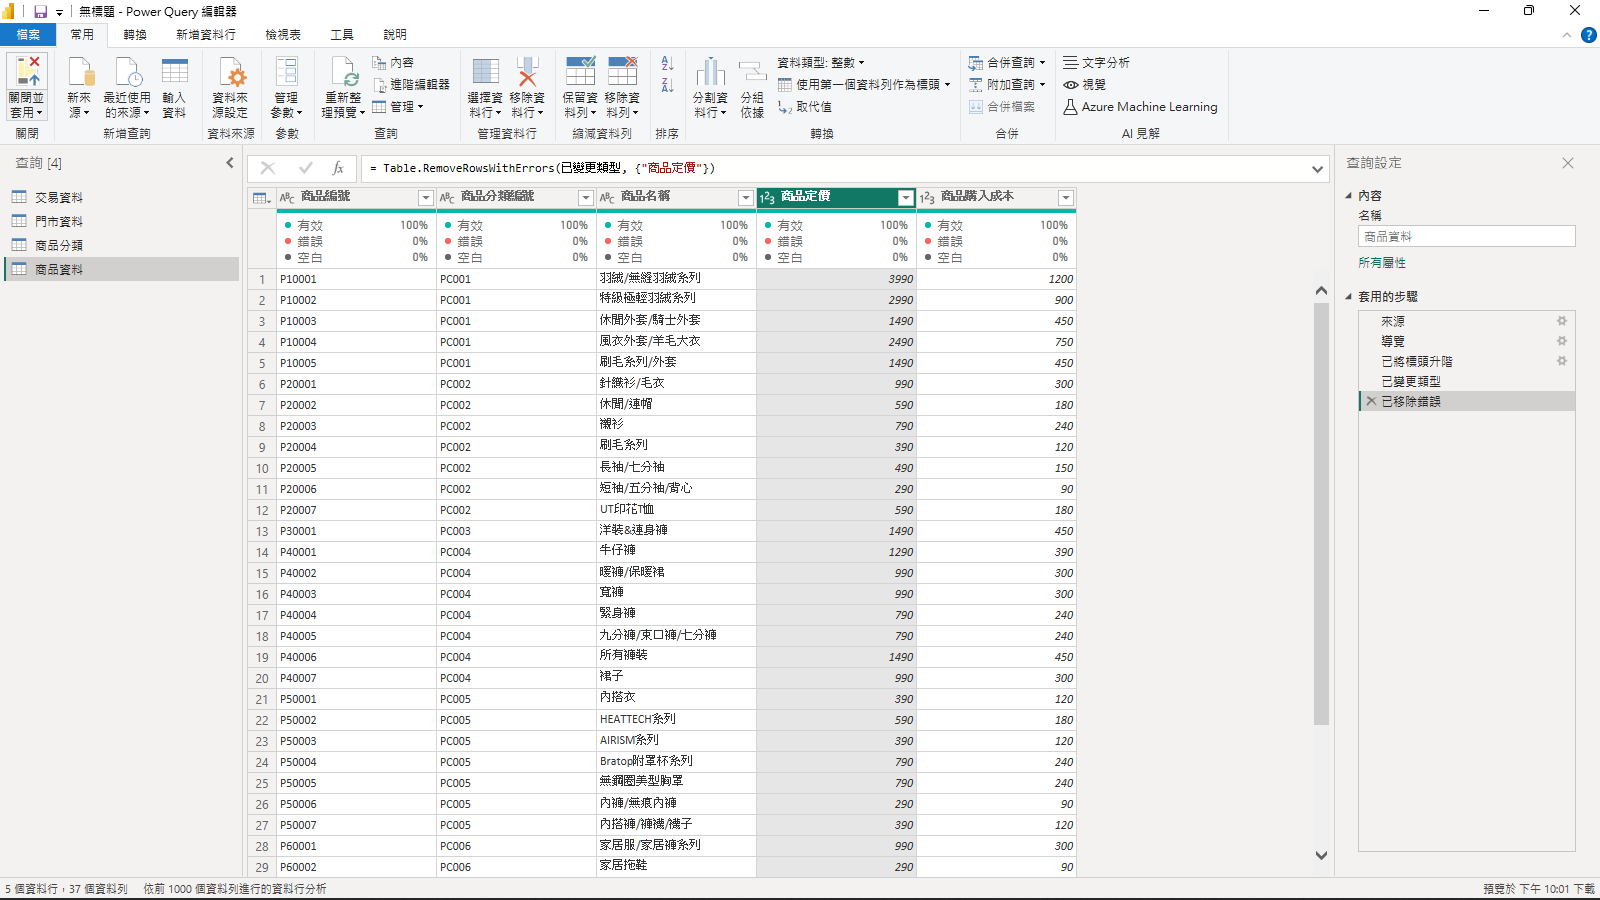 無標題 - Power Query 編輯器
檔案 常用 轉換 新增資料行 檢視表 工具 說明
關閉並套用
新來源
最近使用的來源
輸入資料
資料來源設定
管理參數
重新整理預覽
內容
進階編輯器
管理
選擇資料行
移除資料行
保留資料列
移除資料列
分割資料行
分組依據
資料類型: 整數
使用第一個資料列作為標頭
取代值
合併查詢
附加查詢
合併檔案
文字分析
視覺
Azure Machine Learning
關閉 新增查詢 資料來源 參數 查詢 管理資料行 縮減資料列 排序 轉換 合併 AI 見解
查詢 [4]
交易資料
門市資料
商品分類
商品資料
= Table.RemoveRowsWithErrors(已變更類型, {"商品定價"})
商品編號 商品分類編號 商品名稱 商品定價 商品購入成本
有效 100% 有效 100% 有效 100% 有效 100% 有效 100%
錯誤 0% 錯誤 0% 錯誤 0% 錯誤 0% 錯誤 0%
空白 0% 空白 0% 空白 0% 空白 0% 空白 0%
1 P10001 PC001 羽絨/無縫羽絨系列 3990 1200
2 P10002 PC001 特級極輕羽絨系列 2990 900
3 P10003 PC001 休閒外套/騎士外套 1490 450
4 P10004 PC001 風衣外套/羊毛大衣 2490 750
5 P10005 PC001 刷毛系列/外套 1490 450
6 P20001 PC002 針織衫/毛衣 990 300
7 P20002 PC002 休閒/連帽 590 180
8 P20003 PC002 襯衫 790 240
9 P20004 PC002 刷毛系列 390 120
10 P20005 PC002 長袖/七分袖 490 150
11 P20006 PC002 短袖/五分袖/背心 290 90
12 P20007 PC002 UT印花T恤 590 180
13 P30001 PC003 洋裝&連身褲 1490 450
14 P40001 PC004 牛仔褲 1290 390
15 P40002 PC004 暖褲/保暖裙 990 300
16 P40003 PC004 寬褲 990 300
17 P40004 PC004 緊身褲 790 240
18 P40005 PC004 九分褲/束口褲/七分褲 790 240
19 P40006 PC004 所有褲裝 1490 450
20 P40007 PC004 裙子 990 300
21 P50001 PC005 內搭衣 390 120
22 P50002 PC005 HEATTECH系列 590 180
23 P50003 PC005 AIRISM系列 390 120
24 P50004 PC005 Bratop附罩杯系列 790 240
25 P50005 PC005 無鋼圈美型胸罩 790 240
26 P50006 PC005 內褲/無痕內褲 290 90
27 P50007 PC005 內搭褲/褲襪/襪子 390 120
28 P60001 PC006 家居服/家居褲系列 990 300
29 P60002 PC006 家居拖鞋 290 90
查詢設定
內容
名稱
商品資料
所有屬性
套用的步驟
來源
導覽
已將標頭升階
已變更類型
已移除錯誤
5 個資料行，37 個資料列 依前 1000 個資料列進行的資料行分析
預覽於 下午 10:01 下載